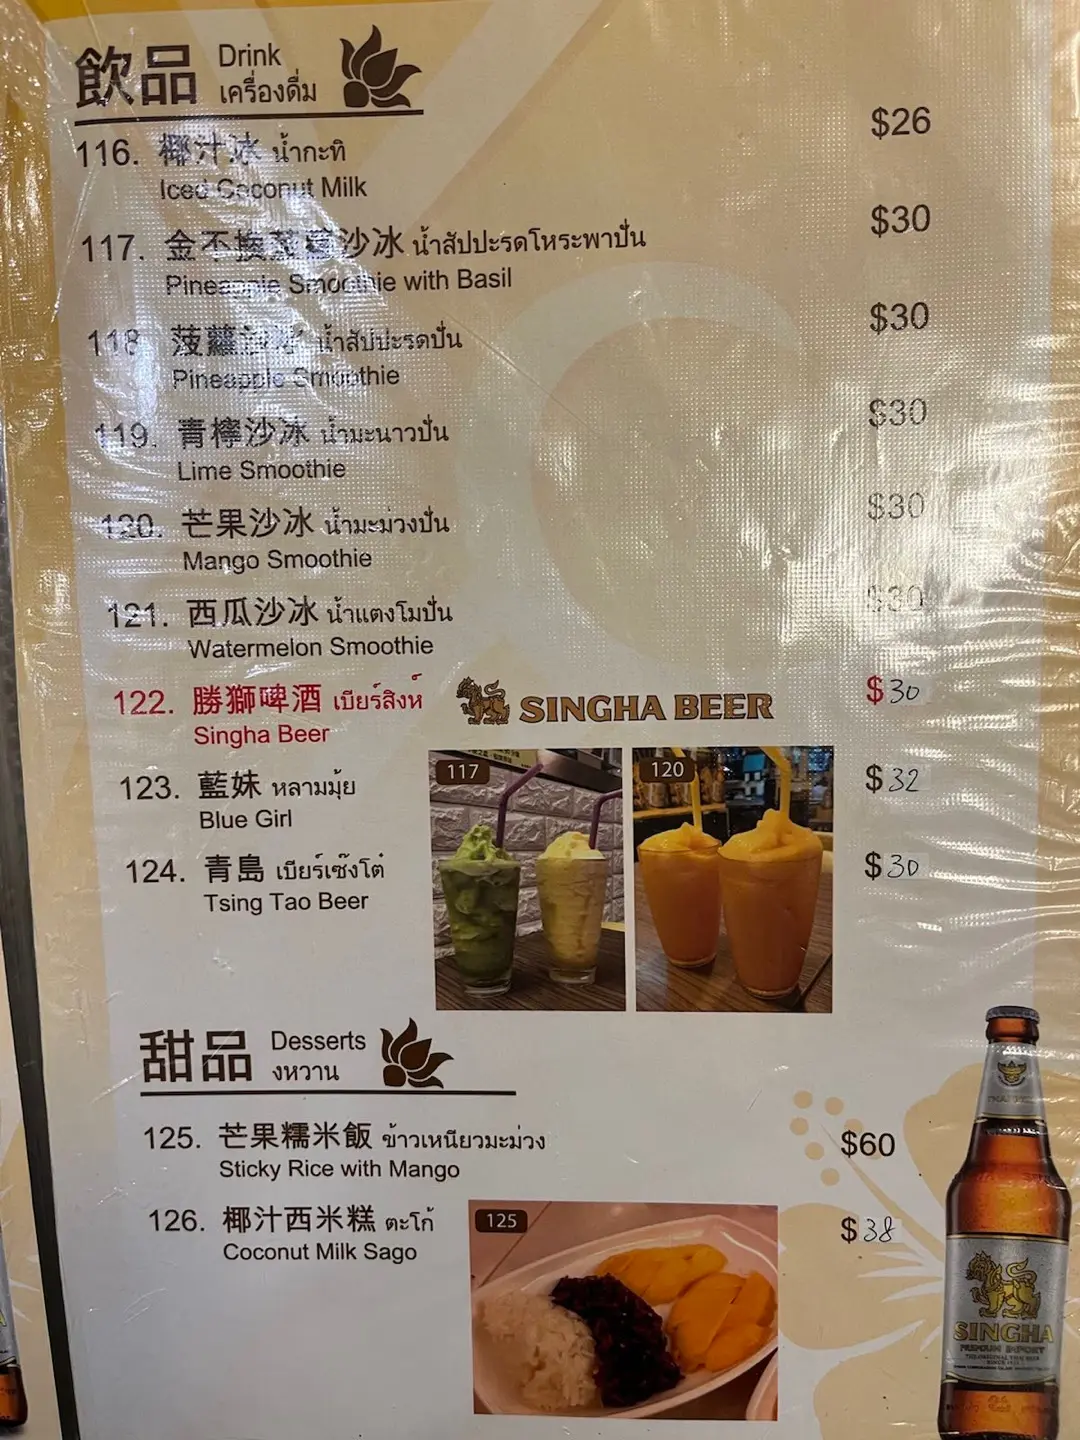 飲品 Drink
เครื่องดื่ม
116. 椰汁冰 น้ำกะทิ $26
Iced Coconut Milk
117. 金不換菠蘿沙冰 น้ำสัปปะรดโหระพาปั่น $30
Pineapple Smoothie with Basil
118. 菠蘿沙冰 น้ำสัปปะรดปั่น $30
Pineapple Smoothie
119. 青檸沙冰 น้ำมะนาวปั่น $30
Lime Smoothie
120. 芒果沙冰 น้ำมะม่วงปั่น $30
Mango Smoothie
121. 西瓜沙冰 น้ำแตงโมปั่น $30
Watermelon Smoothie
122. 勝獅啤酒 เบียร์สิงห์ SINGHA BEER $30
Singha Beer
123. 藍妹 หลามมุ้ย $32
Blue Girl
124. 青島 เบียร์เช๊งโต๋ $30
Tsing Tao Beer
117
120
甜品 Desserts
งหวาน
125. 芒果糯米飯 ข้าวเหนียวมะม่วง $60
Sticky Rice with Mango
126. 椰汁西米糕 ตะโก้ $38
Coconut Milk Sago
125
SINGHA
PREMIUM IMPORT
THE ORIGINAL THAI BEER